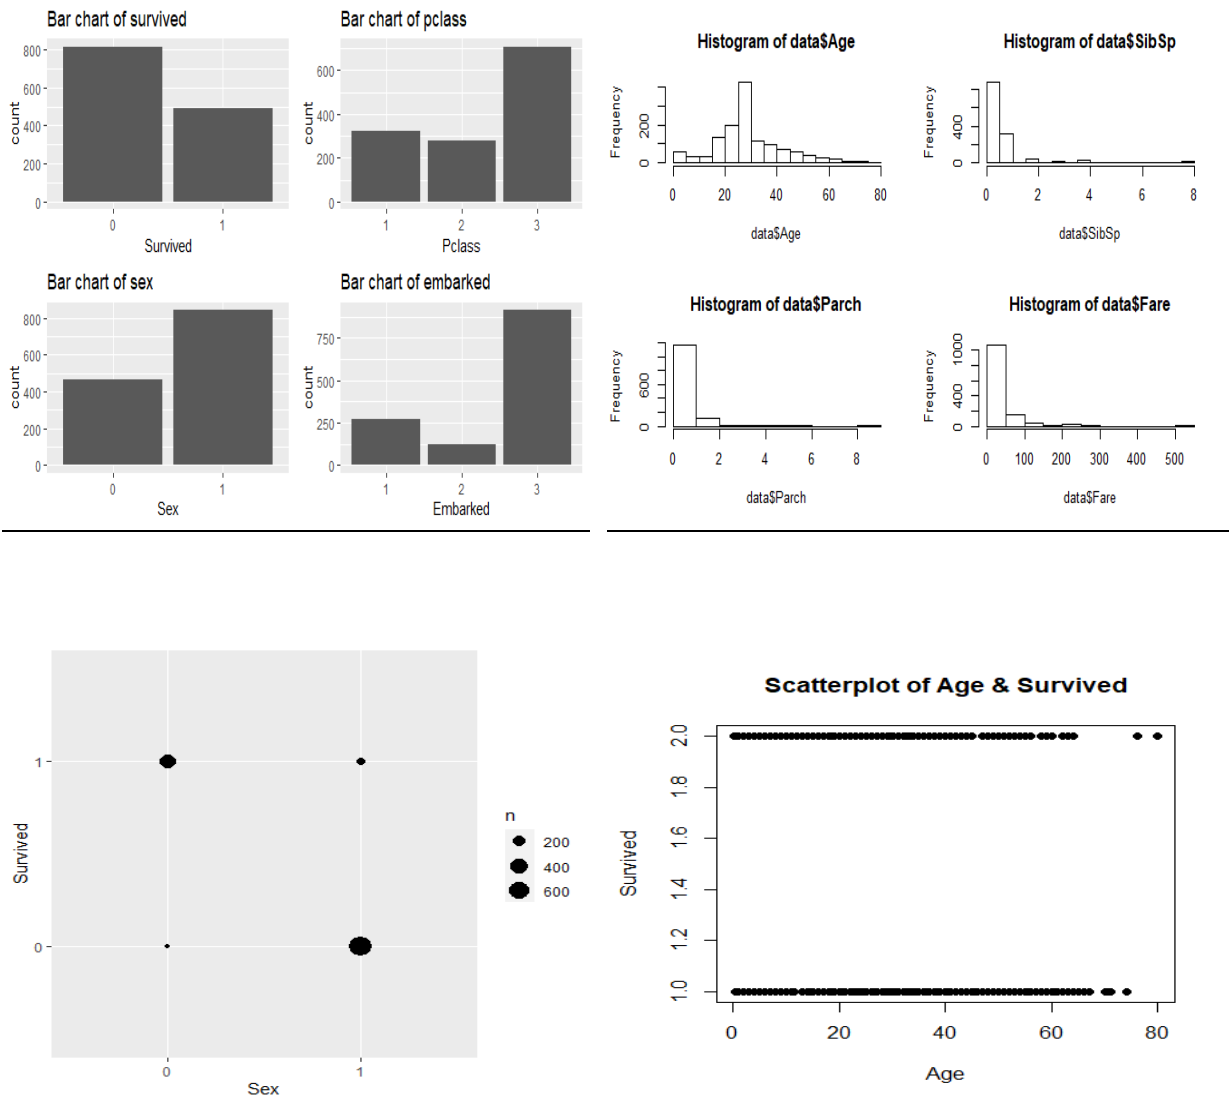 Bar chart of survived
count
800
600
400
200
0
0 1
Survived
Bar chart of pclass
count
600
400
200
0
1 2 3
Pclass
Histogram of data$Age
Frequency
0 200
0 20 40 60 80
data$Age
Histogram of data$SibSp
Frequency
0 400
0 2 4 6 8
data$SibSp
Bar chart of sex
count
800
600
400
200
0
0 1
Sex
Bar chart of embarked
count
750
500
250
0
1 2 3
Embarked
Histogram of data$Parch
Frequency
0 600
0 2 4 6 8
data$Parch
Histogram of data$Fare
Frequency
0 400 1000
0 100 200 300 400 500
data$Fare
Survived
1
0
0 1
Sex
n
200
400
600
Scatterplot of Age & Survived
Survived
1.0 1.2 1.4 1.6 1.8 2.0
0 20 40 60 80
Age